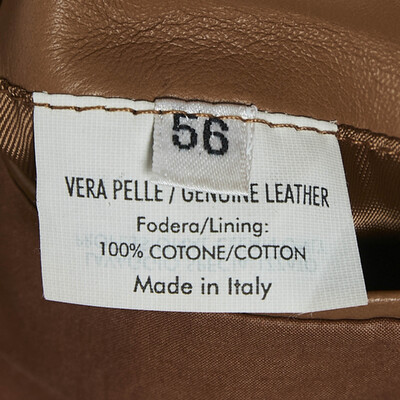 56
VERA PELLE / GENUINE LEATHER
Fodera/Lining:
100% COTONE/COTTON
Made in Italy